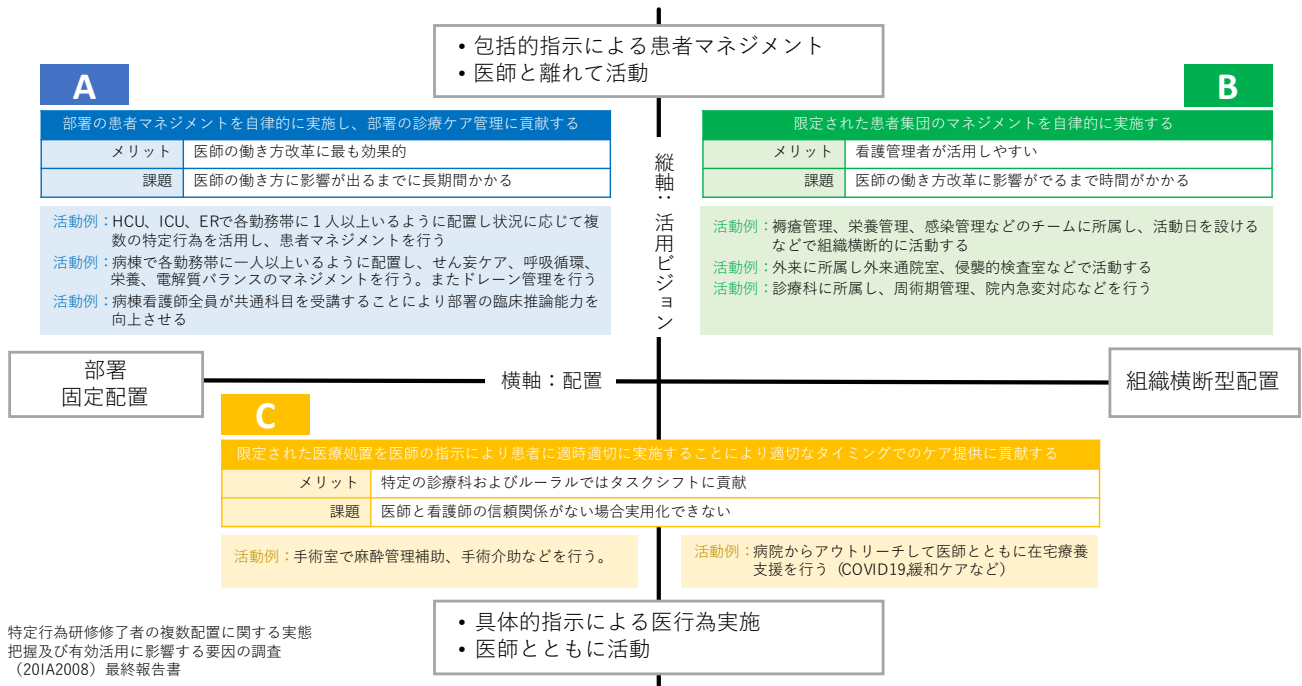 • 包括的指示による患者マネジメント
• 医師と離れて活動
A
部署の患者マネジメントを自律的に実施し、部署の診療ケア管理に貢献する
メリット 医師の働き方改革に最も効果的
課題 医師の働き方に影響が出るまでに長期間かかる
活動例：HCU、ICU、ERで各勤務帯に１人以上いるように配置し状況に応じて複
数の特定行為を活用し、患者マネジメントを行う
活動例：病棟で各勤務帯に一人以上いるように配置し、せん妄ケア、呼吸循環、
栄養、電解質バランスのマネジメントを行う。またドレーン管理を行う
活動例：病棟看護師全員が共通科目を受講することにより部署の臨床推論能力を
向上させる
縦軸：活用ビジョン
B
限定された患者集団のマネジメントを自律的に実施する
メリット 看護管理者が活用しやすい
課題 医師の働き方改革に影響がでるまで時間がかかる
活動例：褥瘡管理、栄養管理、感染管理などのチームに所属し、活動日を設ける
などで組織横断的に活動する
活動例：外来に所属し外来通院室、侵襲的検査室などで活動する
活動例：診療科に所属し、周術期管理、院内急変対応などを行う
部署
固定配置
横軸：配置
組織横断型配置
C
限定された医療処置を医師の指示により患者に適時適切に実施することにより適切なタイミングでのケア提供に貢献する
メリット 特定の診療科およびルーラルではタスクシフトに貢献
課題 医師と看護師の信頼関係がない場合実用化できない
活動例：手術室で麻酔管理補助、手術介助などを行う。
活動例：病院からアウトリーチして医師とともに在宅療養
支援を行う（COVID19,緩和ケアなど）
• 具体的指示による医行為実施
• 医師とともに活動
特定行為研修修了者の複数配置に関する実態
把握及び有効活用に影響する要因の調査
（20IA2008）最終報告書